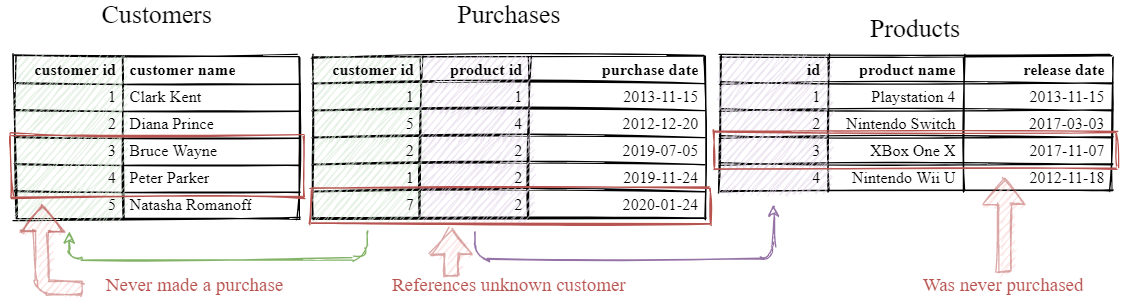 Customers
customer id customer name
1 Clark Kent
2 Diana Prince
3 Bruce Wayne
4 Peter Parker
5 Natasha Romanoff
Never made a purchase
Purchases
customer id product id purchase date
1 1 2013-11-15
5 4 2012-12-20
2 2 2019-07-05
1 2 2019-11-24
7 2 2020-01-24
References unknown customer
Products
id product name release date
1 Playstation 4 2013-11-15
2 Nintendo Switch 2017-03-03
3 XBox One X 2017-11-07
4 Nintendo Wii U 2012-11-18
Was never purchased